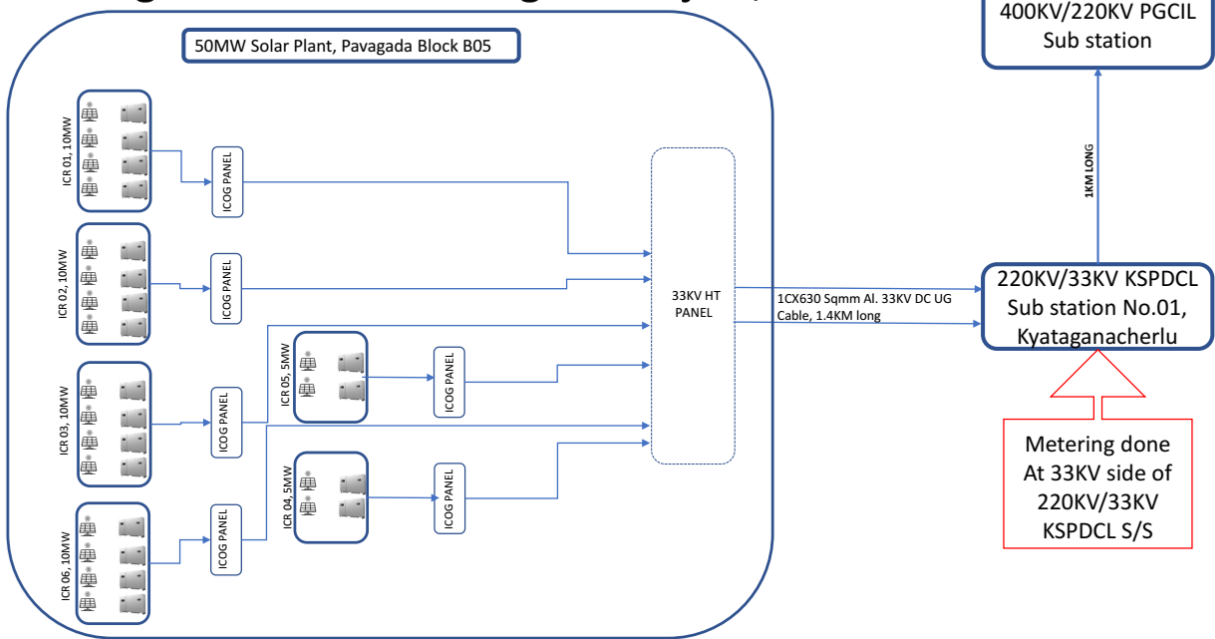 50MW Solar Plant, Pavagada Block B05
400KV/220KV PGCIL
Sub station
ICR 01, 10MW
ICOG PANEL
ICR 02, 10MW
ICOG PANEL
ICR 03, 10MW
ICOG PANEL
ICR 05, 5MW
ICOG PANEL
ICR 04, 5MW
ICOG PANEL
ICR 06, 10MW
ICOG PANEL
33KV HT
PANEL
1CX630 Sqmm Al. 33KV DC UG
Cable, 1.4KM long
1KM LONG
220KV/33KV KSPDCL
Sub station No.01,
Kyataganacherlu
Metering done
At 33KV side of
220KV/33KV
KSPDCL S/S